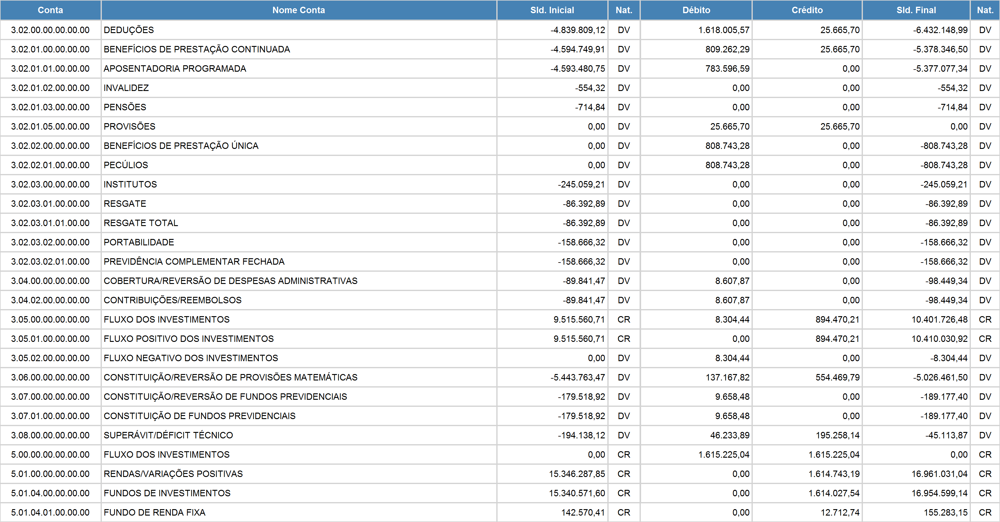 Conta Nome Conta Sld. Inicial Nat. Débito Crédito Sld. Final Nat.
3.02.00.00.00.00.00 DEDUÇÕES -4.839.809,12 DV 1.618.005,57 25.665,70 -6.432.148,99 DV
3.02.01.00.00.00.00 BENEFÍCIOS DE PRESTAÇÃO CONTINUADA -4.594.749,91 DV 809.262,29 25.665,70 -5.378.346,50 DV
3.02.01.01.00.00.00 APOSENTADORIA PROGRAMADA -4.593.480,75 DV 783.596,59 0,00 -5.377.077,34 DV
3.02.01.02.00.00.00 INVALIDEZ -554,32 DV 0,00 0,00 -554,32 DV
3.02.01.03.00.00.00 PENSÕES -714,84 DV 0,00 0,00 -714,84 DV
3.02.01.05.00.00.00 PROVISÕES 0,00 DV 25.665,70 25.665,70 0,00 DV
3.02.02.00.00.00.00 BENEFÍCIOS DE PRESTAÇÃO ÚNICA 0,00 DV 808.743,28 0,00 -808.743,28 DV
3.02.02.01.00.00.00 PECÚLIOS 0,00 DV 808.743,28 0,00 -808.743,28 DV
3.02.03.00.00.00.00 INSTITUTOS -245.059,21 DV 0,00 0,00 -245.059,21 DV
3.02.03.01.00.00.00 RESGATE -86.392,89 DV 0,00 0,00 -86.392,89 DV
3.02.03.01.01.00.00 RESGATE TOTAL -86.392,89 DV 0,00 0,00 -86.392,89 DV
3.02.03.02.00.00.00 PORTABILIDADE -158.666,32 DV 0,00 0,00 -158.666,32 DV
3.02.03.02.01.00.00 PREVIDÊNCIA COMPLEMENTAR FECHADA -158.666,32 DV 0,00 0,00 -158.666,32 DV
3.04.00.00.00.00.00 COBERTURA/REVERSÃO DE DESPESAS ADMINISTRATIVAS -89.841,47 DV 8.607,87 0,00 -98.449,34 DV
3.04.02.00.00.00.00 CONTRIBUIÇÕES/REEMBOLSOS -89.841,47 DV 8.607,87 0,00 -98.449,34 DV
3.05.00.00.00.00.00 FLUXO DOS INVESTIMENTOS 9.515.560,71 CR 8.304,44 894.470,21 10.401.726,48 CR
3.05.01.00.00.00.00 FLUXO POSITIVO DOS INVESTIMENTOS 9.515.560,71 CR 0,00 894.470,21 10.410.030,92 CR
3.05.02.00.00.00.00 FLUXO NEGATIVO DOS INVESTIMENTOS 0,00 DV 8.304,44 0,00 -8.304,44 DV
3.06.00.00.00.00.00 CONSTITUIÇÃO/REVERSÃO DE PROVISÕES MATEMÁTICAS -5.443.763,47 DV 137.167,82 554.469,79 -5.026.461,50 DV
3.07.00.00.00.00.00 CONSTITUIÇÃO/REVERSÃO DE FUNDOS PREVIDENCIAIS -179.518,92 DV 9.658,48 0,00 -189.177,40 DV
3.07.01.00.00.00.00 CONSTITUIÇÃO DE FUNDOS PREVIDENCIAIS -179.518,92 DV 9.658,48 0,00 -189.177,40 DV
3.08.00.00.00.00.00 SUPERÁVIT/DÉFICIT TÉCNICO -194.138,12 DV 46.233,89 195.258,14 -45.113,87 DV
5.00.00.00.00.00.00 FLUXO DOS INVESTIMENTOS 0,00 CR 1.615.225,04 1.615.225,04 0,00 CR
5.01.00.00.00.00.00 RENDAS/VARIAÇÕES POSITIVAS 15.346.287,85 CR 0,00 1.614.743,19 16.961.031,04 CR
5.01.04.00.00.00.00 FUNDOS DE INVESTIMENTOS 15.340.571,60 CR 0,00 1.614.027,54 16.954.599,14 CR
5.01.04.01.00.00.00 FUNDO DE RENDA FIXA 142.570,41 CR 0,00 12.712,74 155.283,15 CR